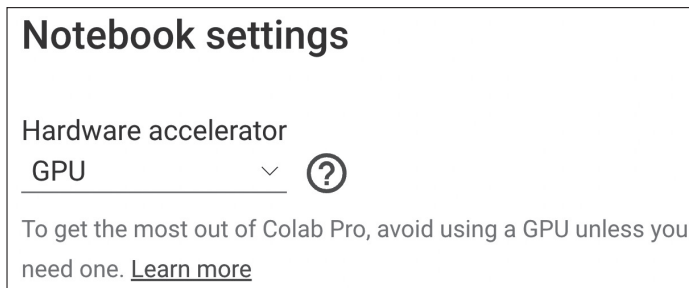 Notebook settings
Hardware accelerator
GPU
To get the most out of Colab Pro, avoid using a GPU unless you
need one. Learn more